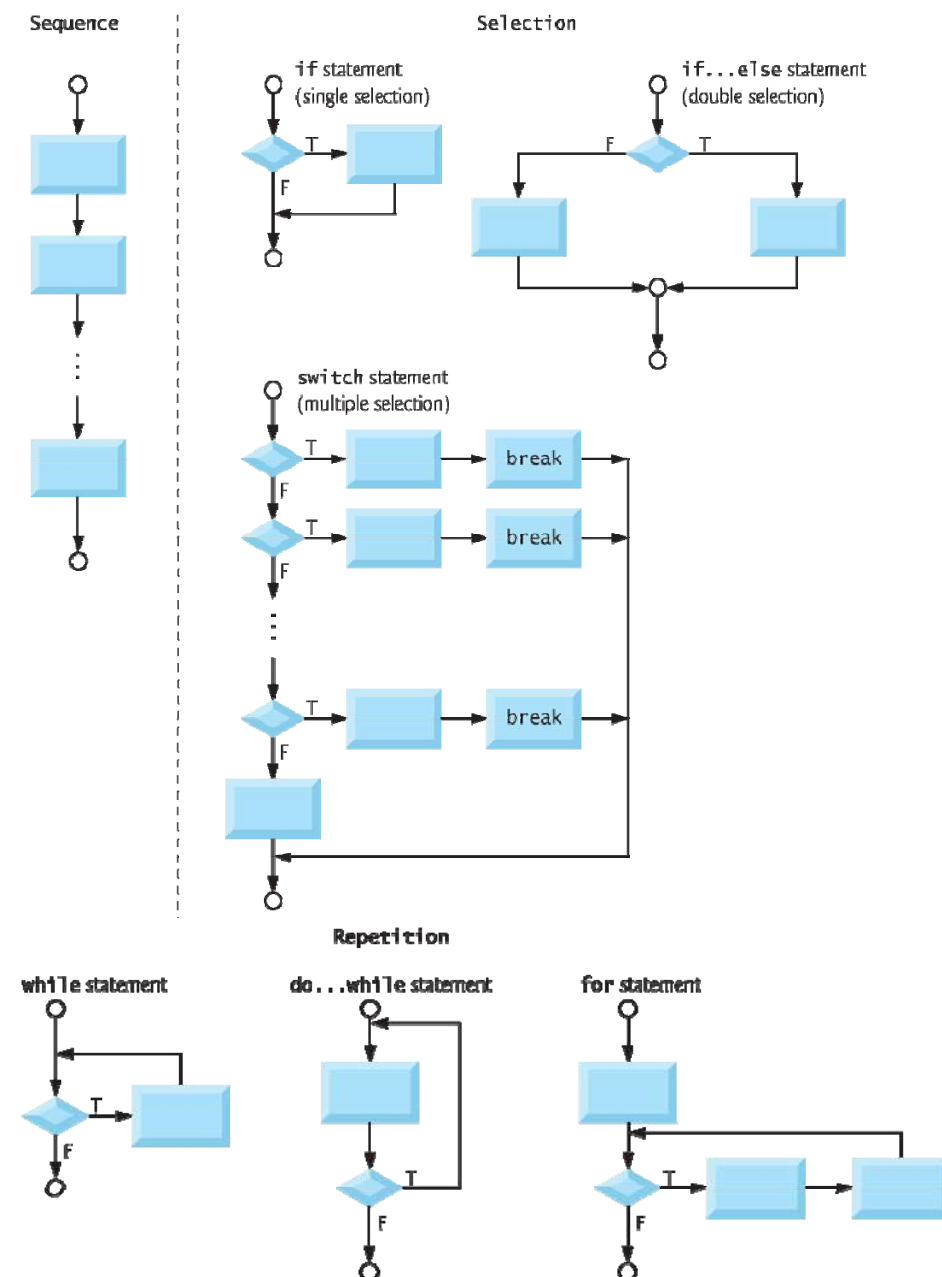 Sequence
Selection
if statement
(single selection)
T
F
if...else statement
(double selection)
F
T
switch statement
(multiple selection)
T
break
F
T
break
F
T
break
F
Repetition
while statement
T
F
do...while statement
T
F
for statement
T
F